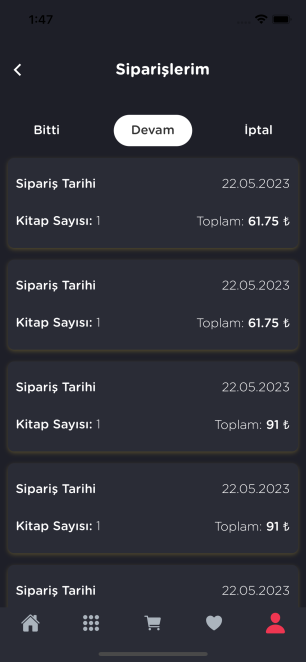 1:47
Siparişlerim
Bitti Devam İptal
Sipariş Tarihi 22.05.2023
Kitap Sayısı: 1 Toplam: 61.75 ₺
Sipariş Tarihi 22.05.2023
Kitap Sayısı: 1 Toplam: 61.75 ₺
Sipariş Tarihi 22.05.2023
Kitap Sayısı: 1 Toplam: 91 ₺
Sipariş Tarihi 22.05.2023
Kitap Sayısı: 1 Toplam: 91 ₺
Sipariş Tarihi 22.05.2023